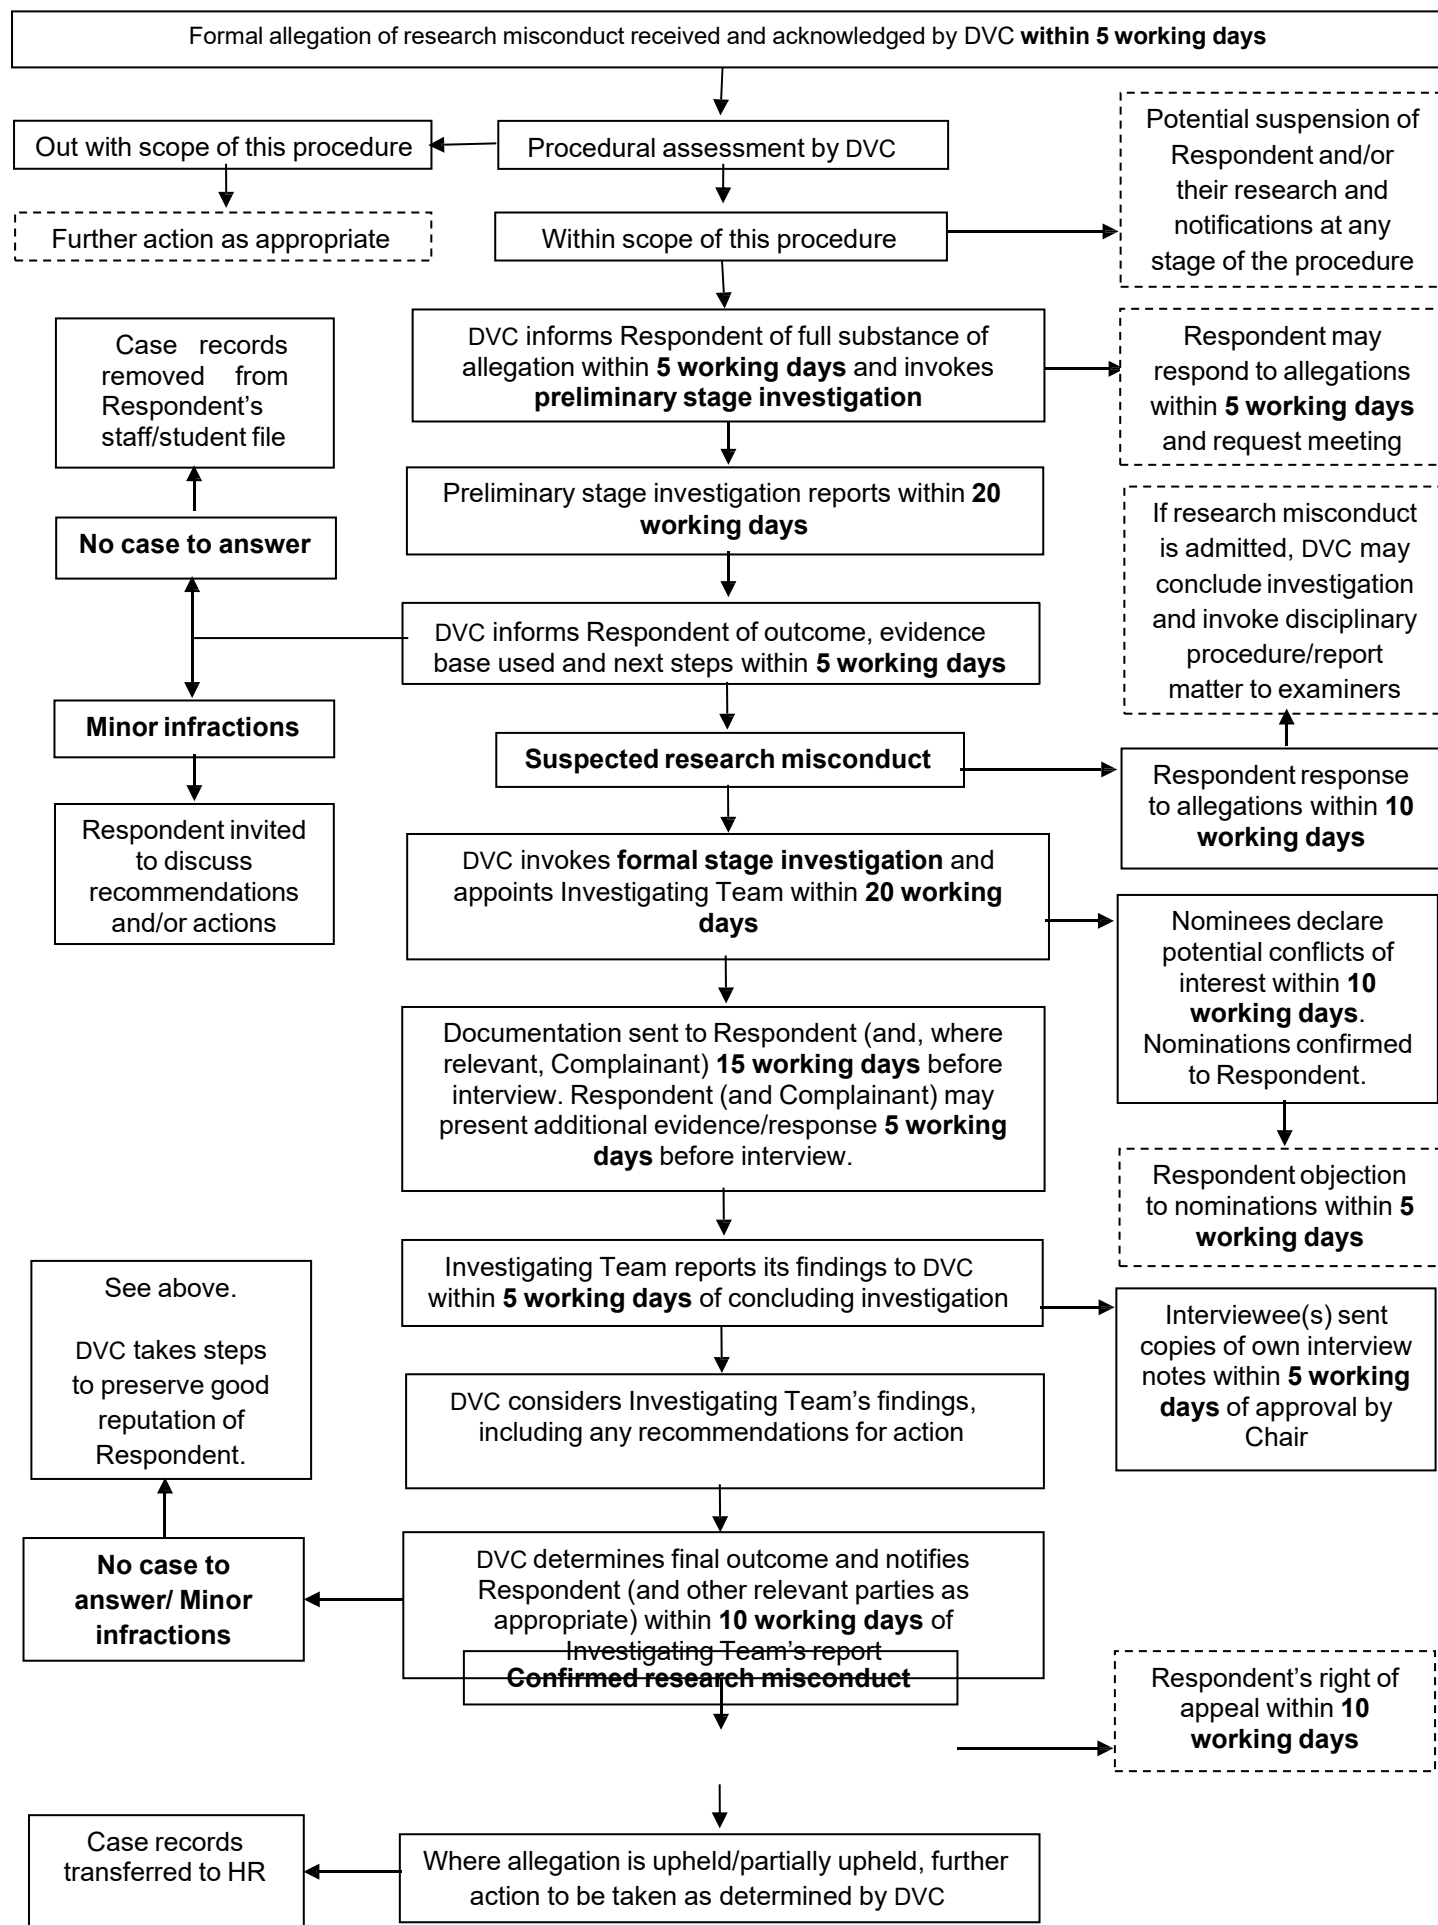 Formal allegation of research misconduct received and acknowledged by DVC within 5 working days
Out with scope of this procedure
Procedural assessment by DVC
Potential suspension of
Respondent and/or
their research and
notifications at any
stage of the procedure
Further action as appropriate
Within scope of this procedure
Case records
removed from
Respondent’s
staff/student file
DVC informs Respondent of full substance of
allegation within 5 working days and invokes
preliminary stage investigation
Respondent may
respond to allegations
within 5 working days
and request meeting
No case to answer
Preliminary stage investigation reports within 20
working days
If research misconduct
is admitted, DVC may
conclude investigation
and invoke disciplinary
procedure/report
matter to examiners
DVC informs Respondent of outcome, evidence
base used and next steps within 5 working days
Minor infractions
Suspected research misconduct
Respondent response
to allegations within 10
working days
Respondent invited
to discuss
recommendations
and/or actions
DVC invokes formal stage investigation and
appoints Investigating Team within 20 working
days
Nominees declare
potential conflicts of
interest within 10
working days.
Nominations confirmed
to Respondent.
Documentation sent to Respondent (and, where
relevant, Complainant) 15 working days before
interview. Respondent (and Complainant) may
present additional evidence/response 5 working
days before interview.
Respondent objection
to nominations within 5
working days
Investigating Team reports its findings to DVC
within 5 working days of concluding investigation
See above.
DVC takes steps
to preserve good
reputation of
Respondent.
Interviewee(s) sent
copies of own interview
notes within 5 working
days of approval by
Chair
DVC considers Investigating Team’s findings,
including any recommendations for action
No case to
answer/ Minor
infractions
DVC determines final outcome and notifies
Respondent (and other relevant parties as
appropriate) within 10 working days of
Investigating Team’s report
Confirmed research misconduct
Respondent’s right of
appeal within 10
working days
Case records
transferred to HR
Where allegation is upheld/partially upheld, further
action to be taken as determined by DVC